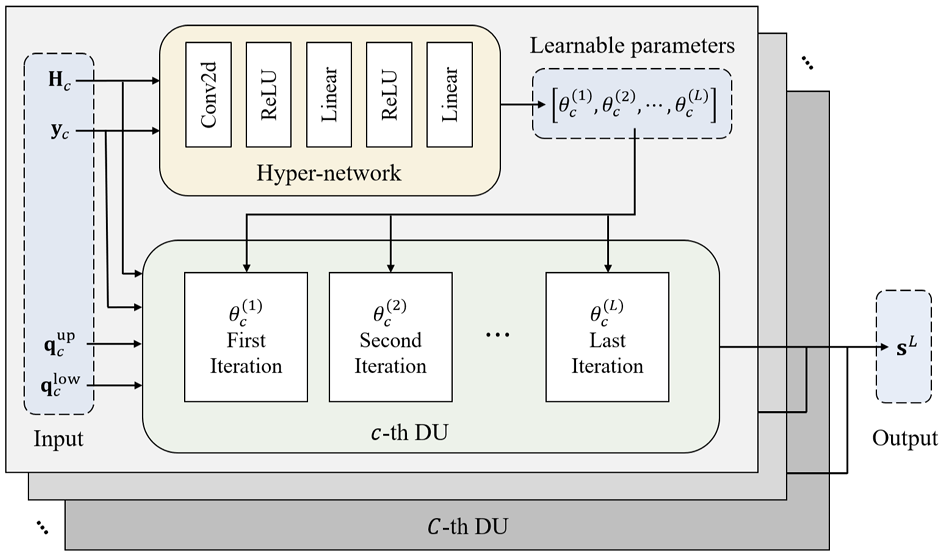 Learnable parameters
H_c
y_c
Conv2d
ReLU
Linear
ReLU
Linear
Hyper-network
[θ_c^(1), θ_c^(2), ⋯, θ_c^(L)]
q_c^up
q_c^low
Input
θ_c^(1)
First
Iteration
θ_c^(2)
Second
Iteration
...
θ_c^(L)
Last
Iteration
c-th DU
s^L
Output
C-th DU